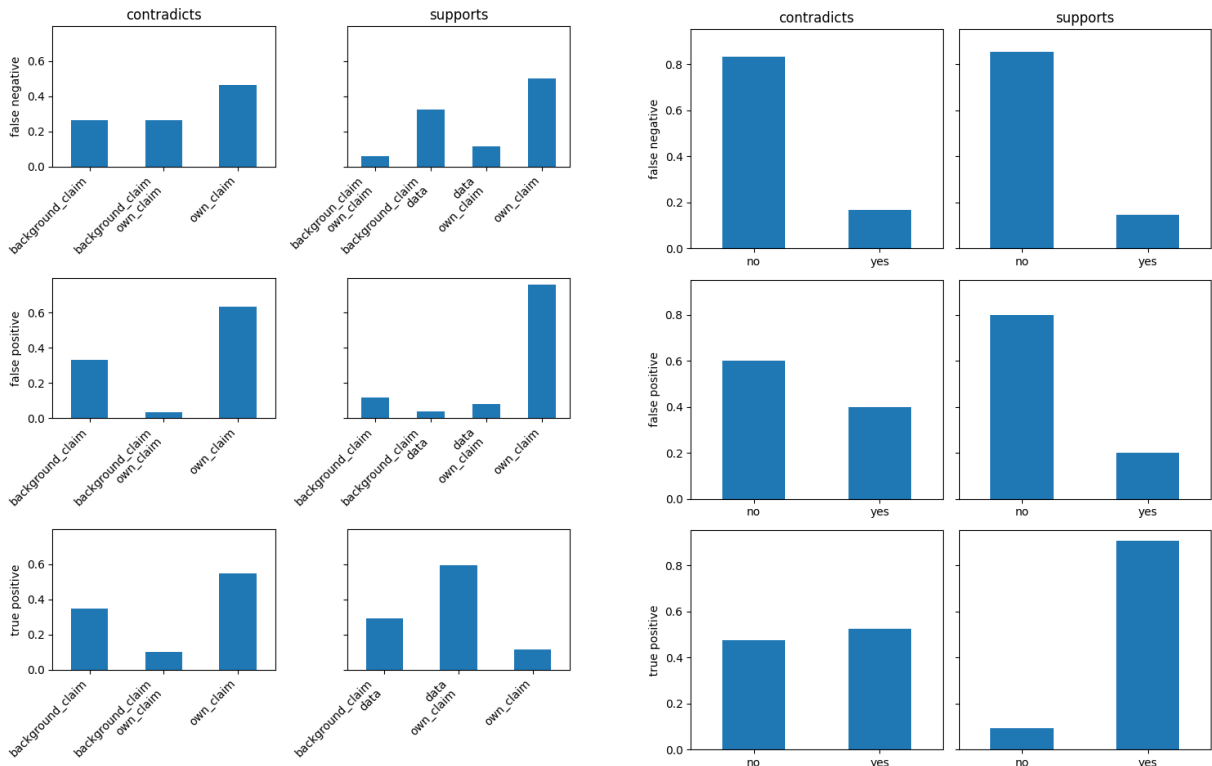 contradicts
supports
false negative
0.6
0.4
0.2
0.0
background_claim
background_claim
own_claim
own_claim
backgroun_claim
own_claim
background_claim
data
data
own_claim
own_claim
false positive
0.6
0.4
0.2
0.0
background_claim
background_claim
own_claim
own_claim
background_claim
background_claim
data
data
own_claim
own_claim
true positive
0.6
0.4
0.2
0.0
background_claim
background_claim
own_claim
own_claim
background_claim
data
data
own_claim
own_claim
contradicts
supports
false negative
0.8
0.6
0.4
0.2
0.0
no
yes
no
yes
false positive
0.8
0.6
0.4
0.2
0.0
no
yes
no
yes
true positive
0.8
0.6
0.4
0.2
0.0
no
yes
no
yes